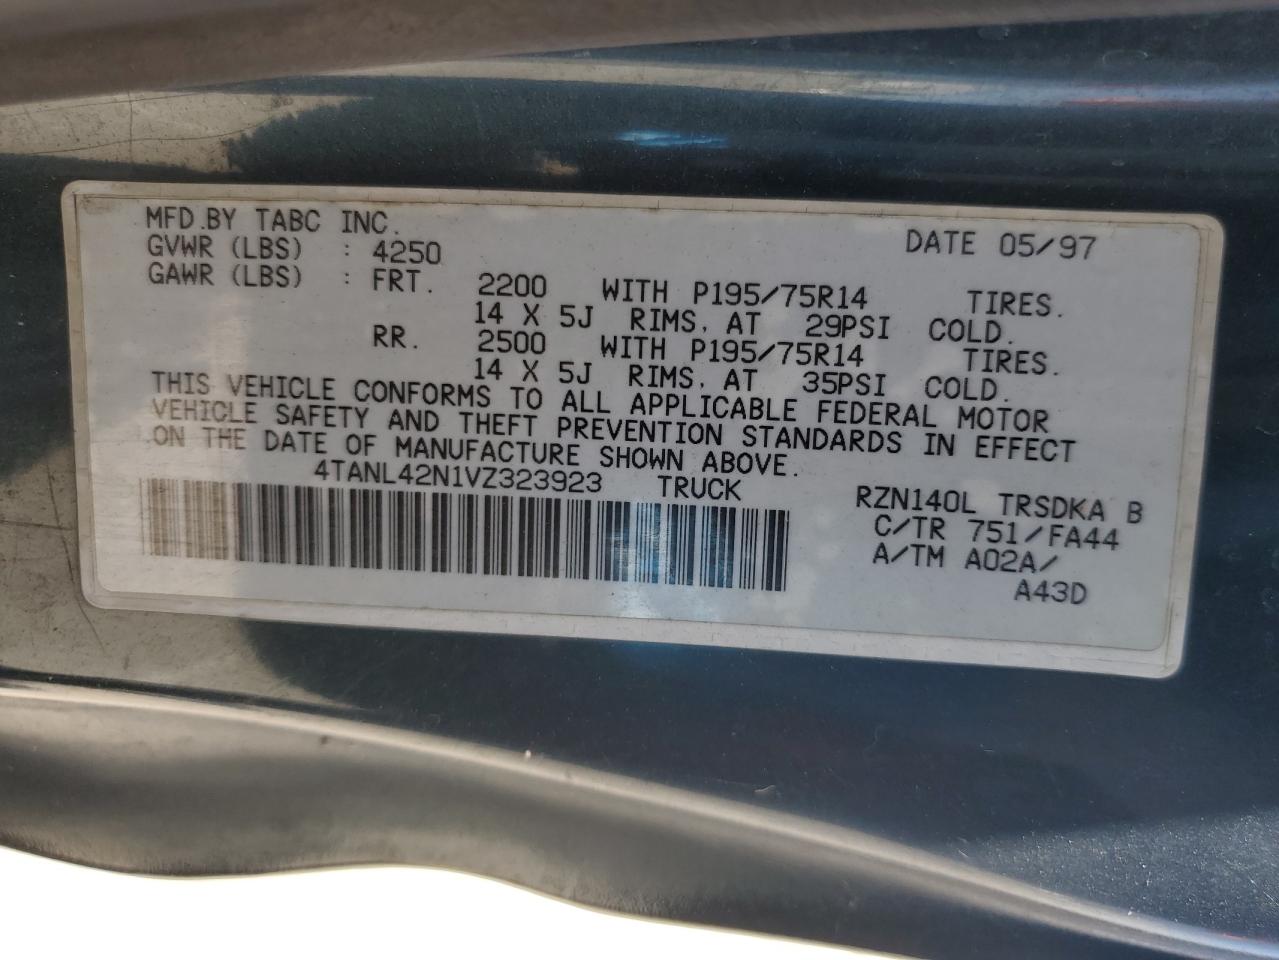 MFD.BY TABC INC. DATE 05/97
GVWR (LBS) : 4250
GAWR (LBS) : FRT. 2200 WITH P195/75R14 TIRES.
14 X 5J RIMS, AT 29PSI COLD.
RR. 2500 WITH P195/75R14 TIRES.
14 X 5J RIMS, AT 35PSI COLD.
THIS VEHICLE CONFORMS TO ALL APPLICABLE FEDERAL MOTOR
VEHICLE SAFETY AND THEFT PREVENTION STANDARDS IN EFFECT
ON THE DATE OF MANUFACTURE SHOWN ABOVE.
4TANL42N1VZ323923 TRUCK RZN140L TRSDKA B
C/TR 751/FA44
A/TM A02A/
A43D